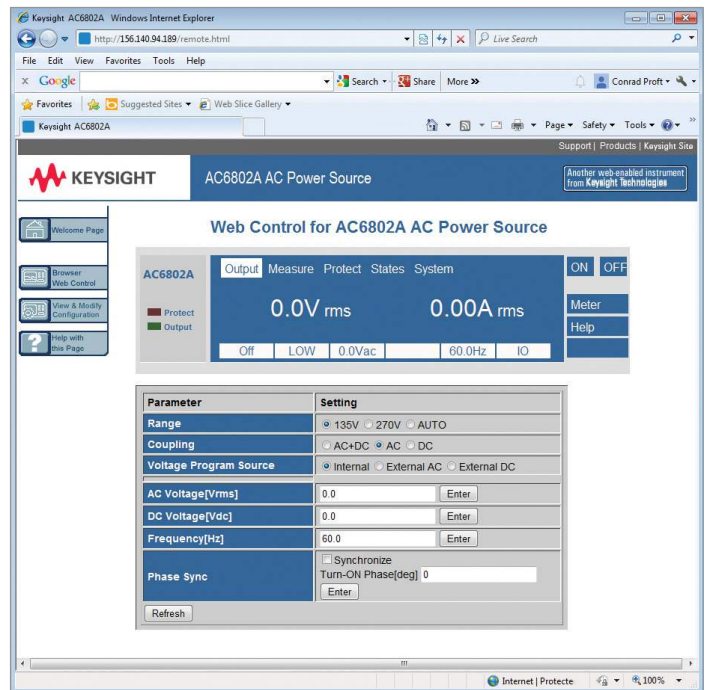 Keysight AC6802A Windows Internet Explorer
http://156.140.94.189/remote.html
Live Search
File Edit View Favorites Tools Help
x Google Search Share More >> Conrad Proft
Favorites Suggested Sites Web Slice Gallery
Keysight AC6802A Page Safety Tools >>
Support | Products | Keysight Site
KEYSIGHT AC6802A AC Power Source
Another web-enabled instrument
from Keysight Technologies
Welcome Page
Browser
Web Control
View & Modify
Configuration
Help with
this Page
Web Control for AC6802A AC Power Source
AC6802A
Protect
Output
Output Measure Protect States System
0.0V rms 0.00A rms
Off LOW 0.0Vac 60.0Hz IO
ON OFF
Meter
Help
Parameter Setting
Range 135V 270V AUTO
Coupling AC+DC AC DC
Voltage Program Source Internal External AC External DC
AC Voltage[Vrms] 0.0 Enter
DC Voltage[Vdc] 0.0 Enter
Frequency[Hz] 60.0 Enter
Phase Sync
Synchronize
Turn-ON Phase[deg] 0
Enter
Refresh
Internet | Protecte 100%